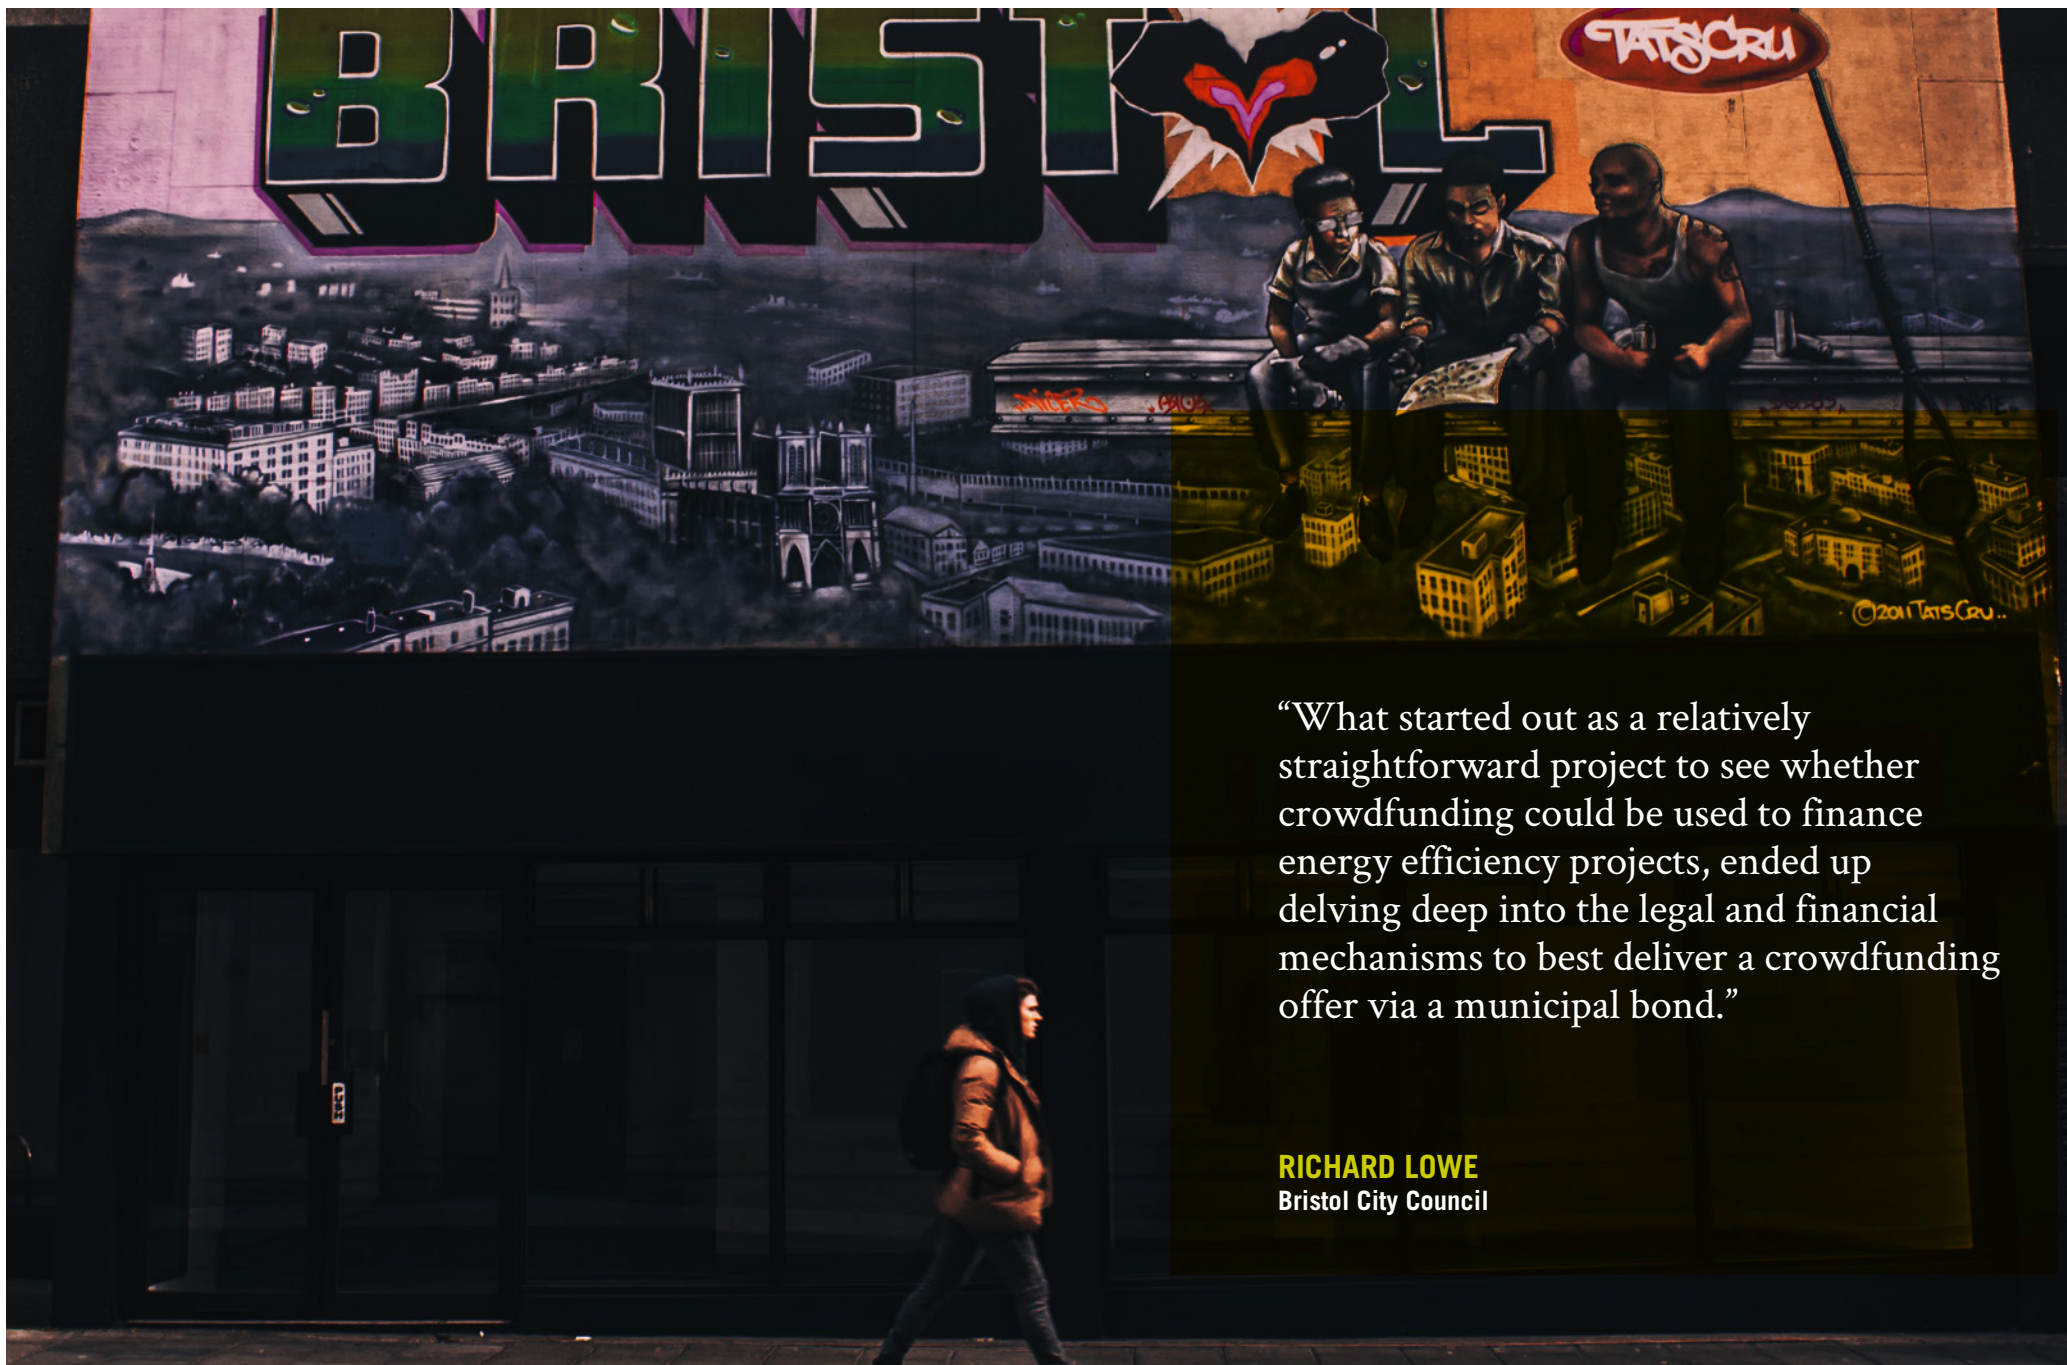 BRISTOL
TATSCRU
©2011 TATS CRU..
“What started out as a relatively
straightforward project to see whether
crowdfunding could be used to finance
energy efficiency projects, ended up
delving deep into the legal and financial
mechanisms to best deliver a crowdfunding
offer via a municipal bond.”
RICHARD LOWE
Bristol City Council